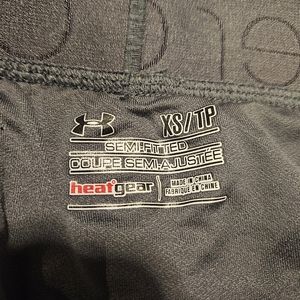 XS/TP
SEMI-FITTED
COUPE SEMI-AJUSTÉE
heatgear
MADE IN CHINA
FABRIQUÉ EN CHINE